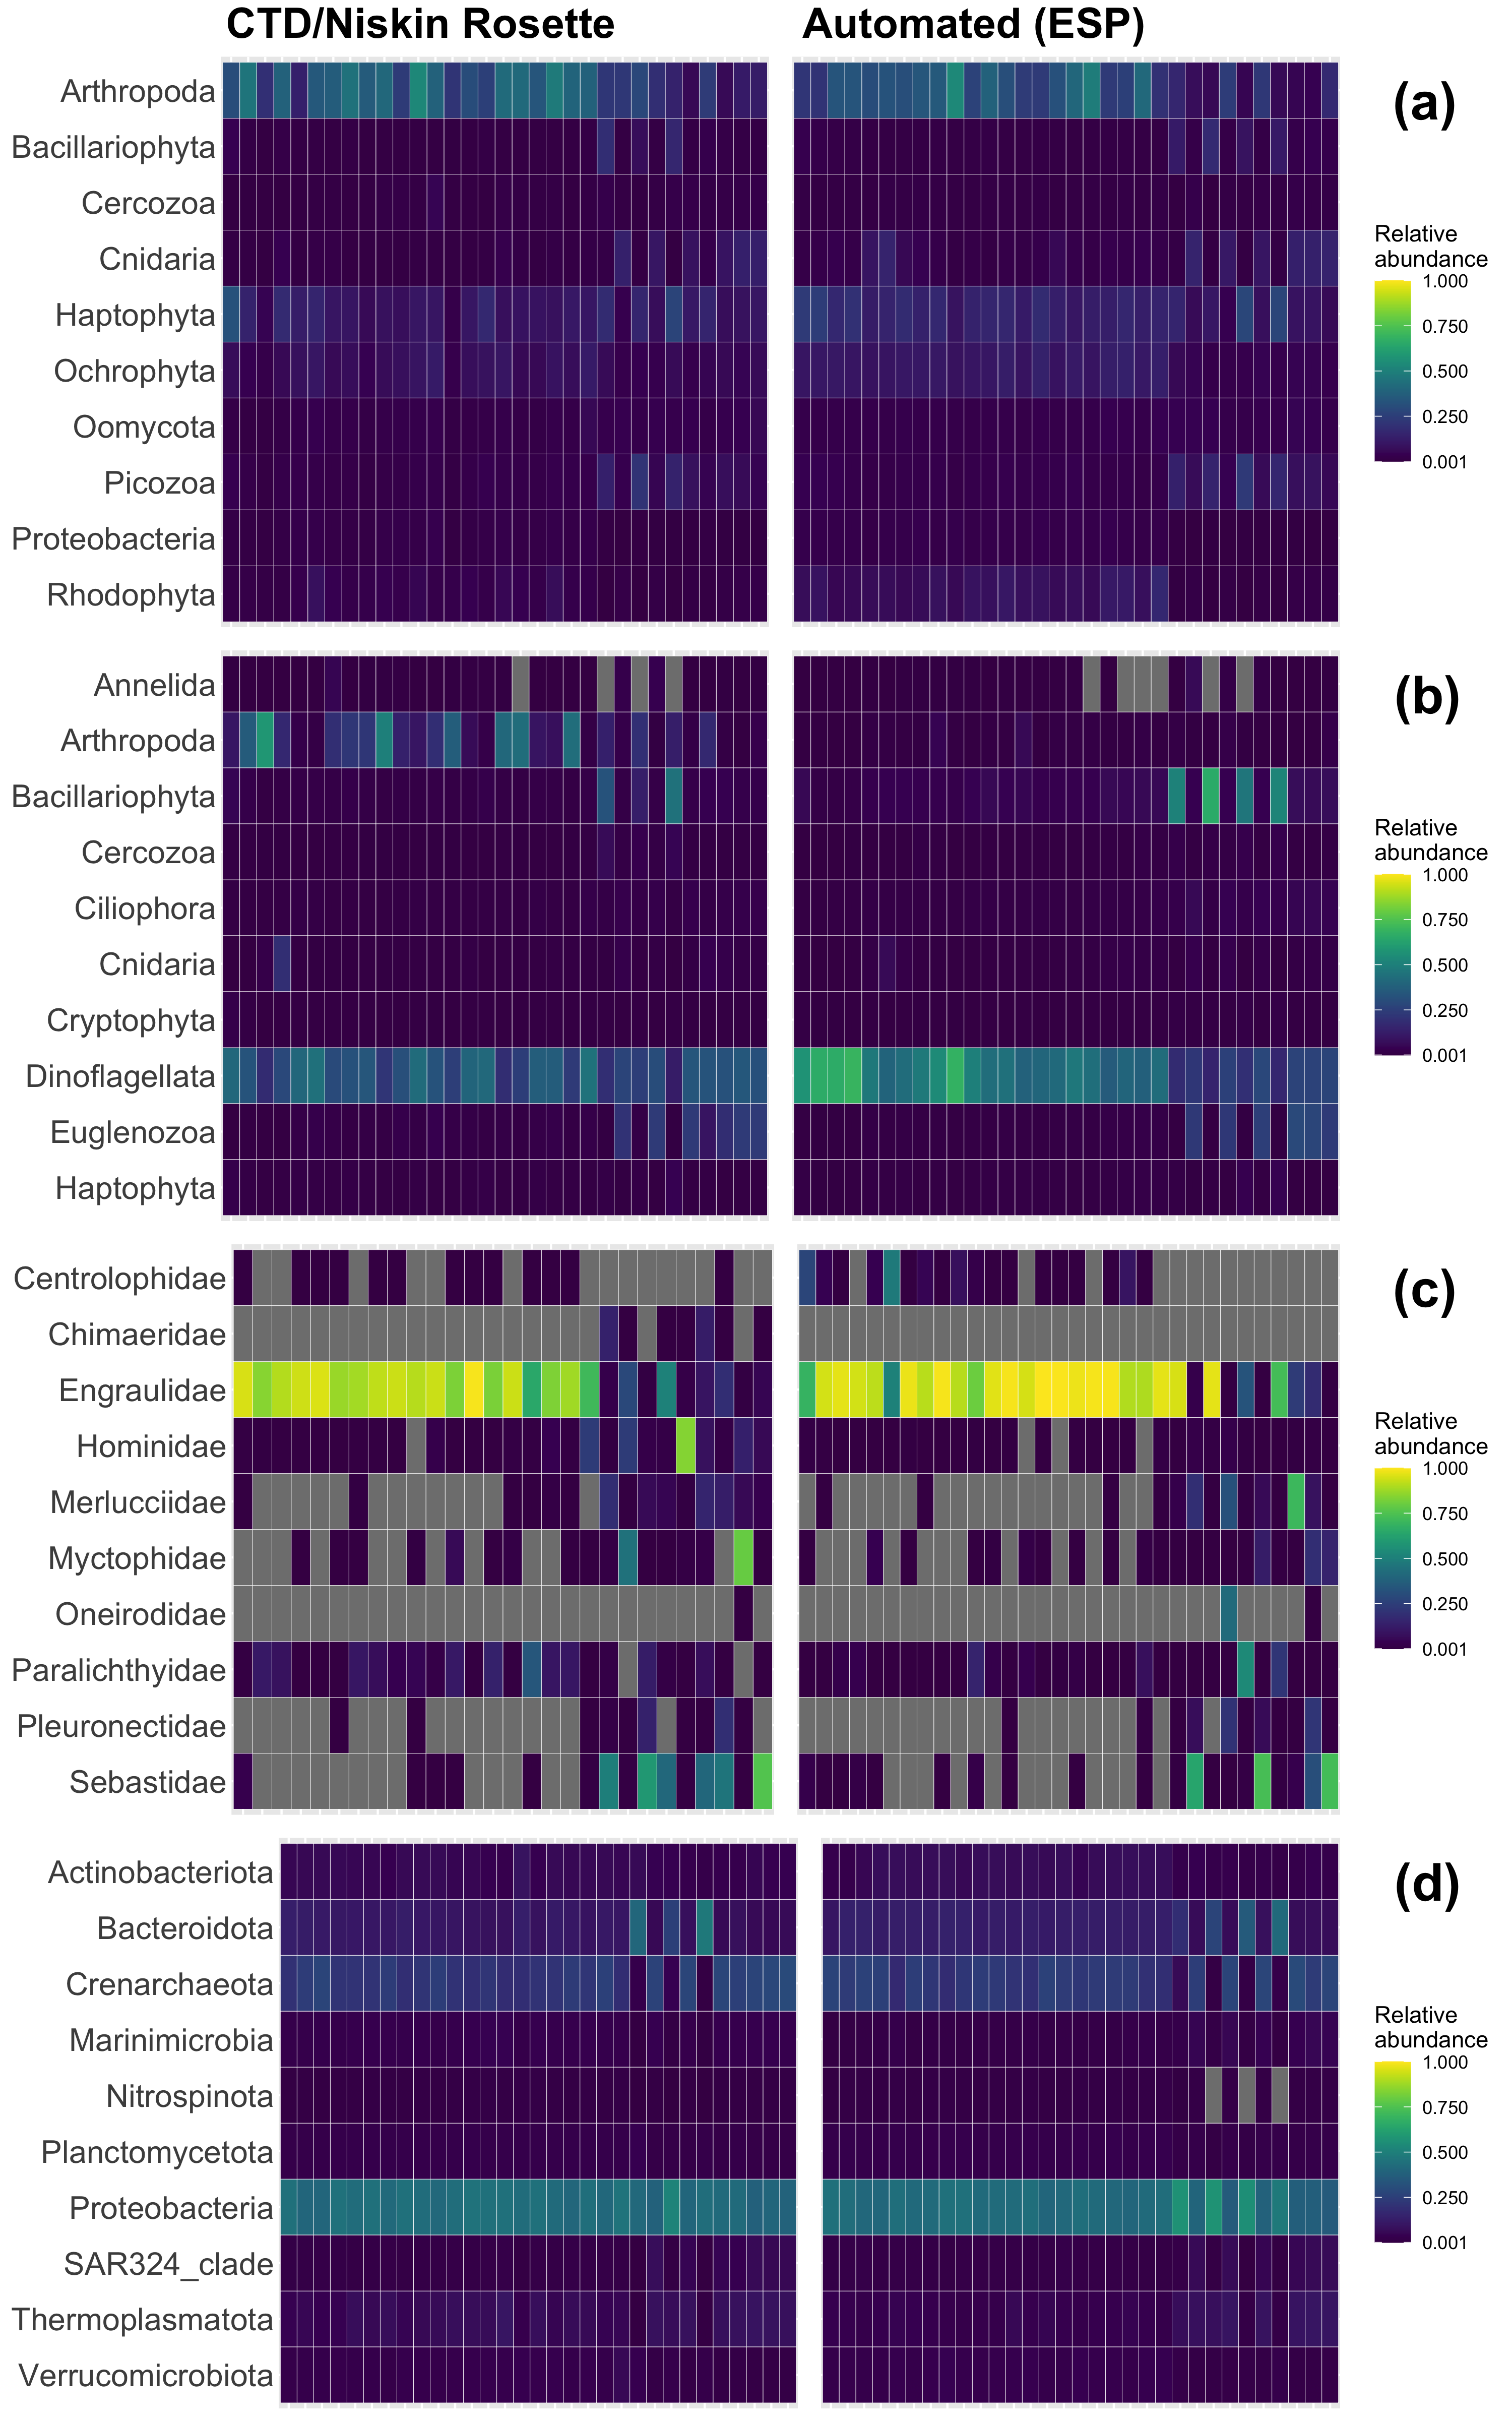 CTD/Niskin Rosette
Automated (ESP)
(a)
Arthropoda
Bacillariophyta
Cercozoa
Cnidaria
Haptophyta
Ochrophyta
Oomycota
Picozoa
Proteobacteria
Rhodophyta
Relative
abundance
1.000
0.750
0.500
0.250
0.001
(b)
Annelida
Arthropoda
Bacillariophyta
Cercozoa
Ciliophora
Cnidaria
Cryptophyta
Dinoflagellata
Euglenozoa
Haptophyta
Relative
abundance
1.000
0.750
0.500
0.250
0.001
(c)
Centrolophidae
Chimaeridae
Engraulidae
Hominidae
Merlucciidae
Myctophidae
Oneirodidae
Paralichthyidae
Pleuronectidae
Sebastidae
Relative
abundance
1.000
0.750
0.500
0.250
0.001
(d)
Actinobacteriota
Bacteroidota
Crenarchaeota
Marinimicrobia
Nitrospinota
Planctomycetota
Proteobacteria
SAR324_clade
Thermoplasmatota
Verrucomicrobiota
Relative
abundance
1.000
0.750
0.500
0.250
0.001